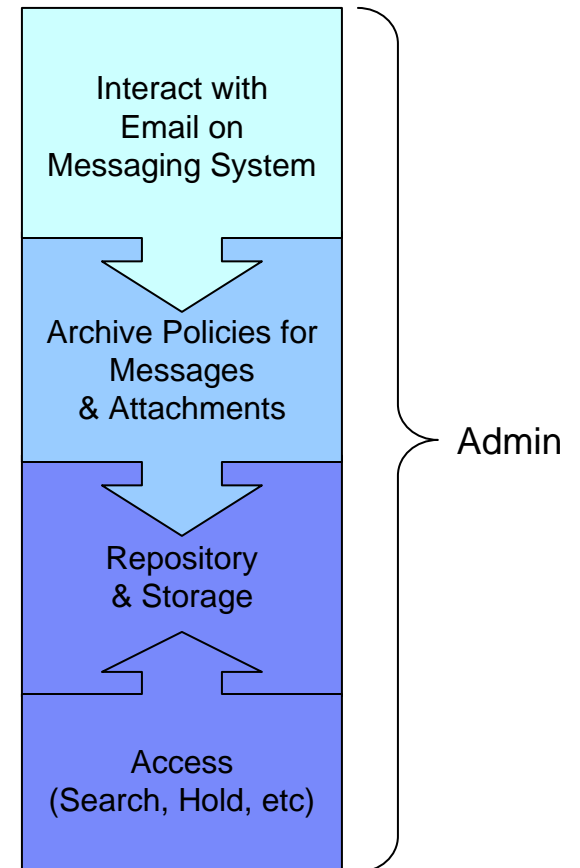 Interact with
Email on
Messaging System
Archive Policies for
Messages
& Attachments
Admin
Repository
& Storage
Access
(Search, Hold, etc)